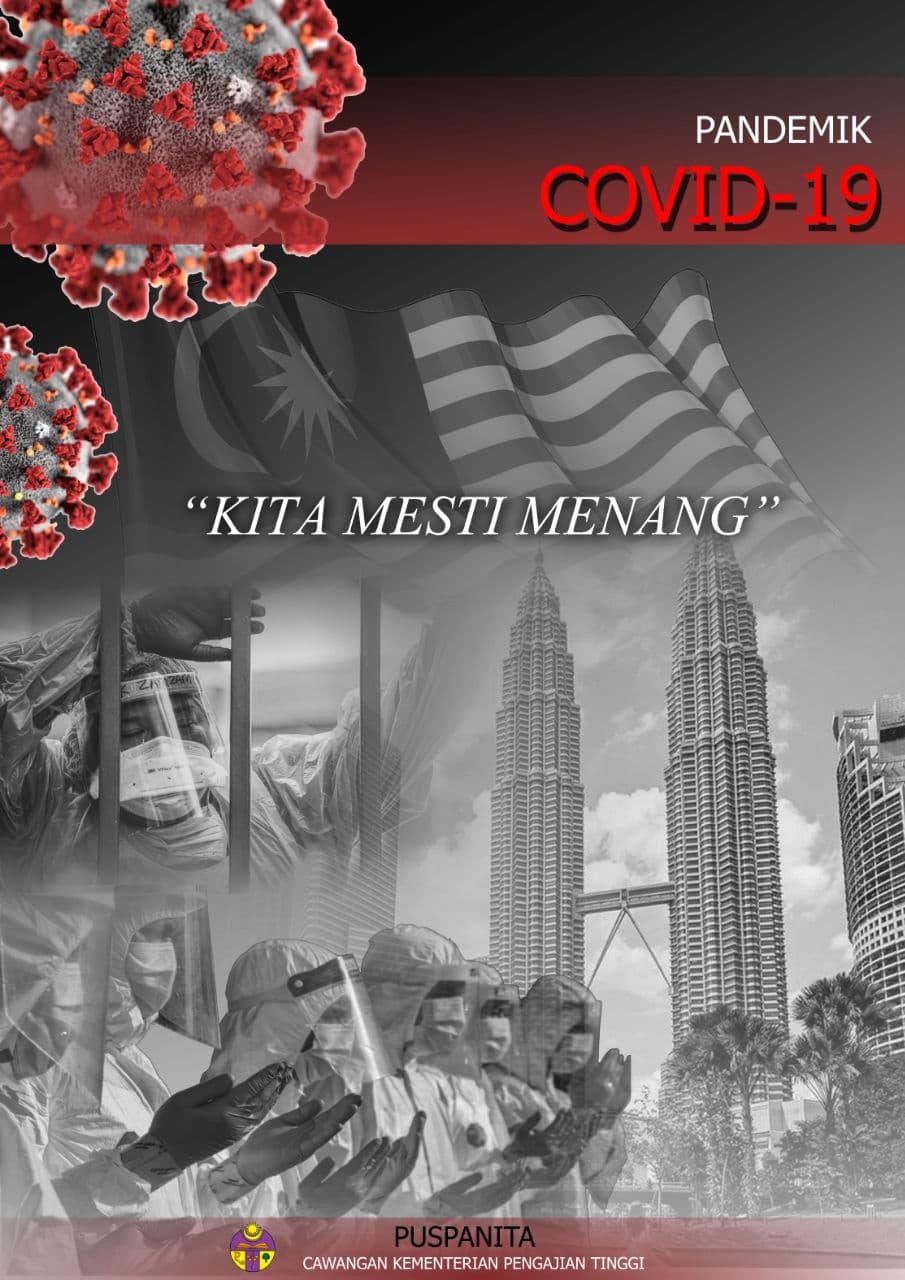 PANDEMIK
COVID-19
“KITA MESTI MENANG”
PUSPANITA
CAWANGAN KEMENTERIAN PENGAJIAN TINGGI